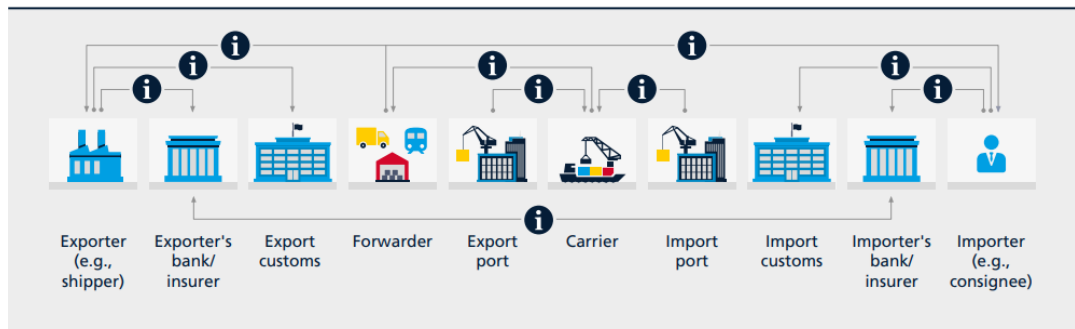 i i
i i i
i i i i
i
Exporter (e.g., shipper)
Exporter's bank/ insurer
Export customs
Forwarder
Export port
Carrier
Import port
Import customs
Importer's bank/ insurer
Importer (e.g., consignee)